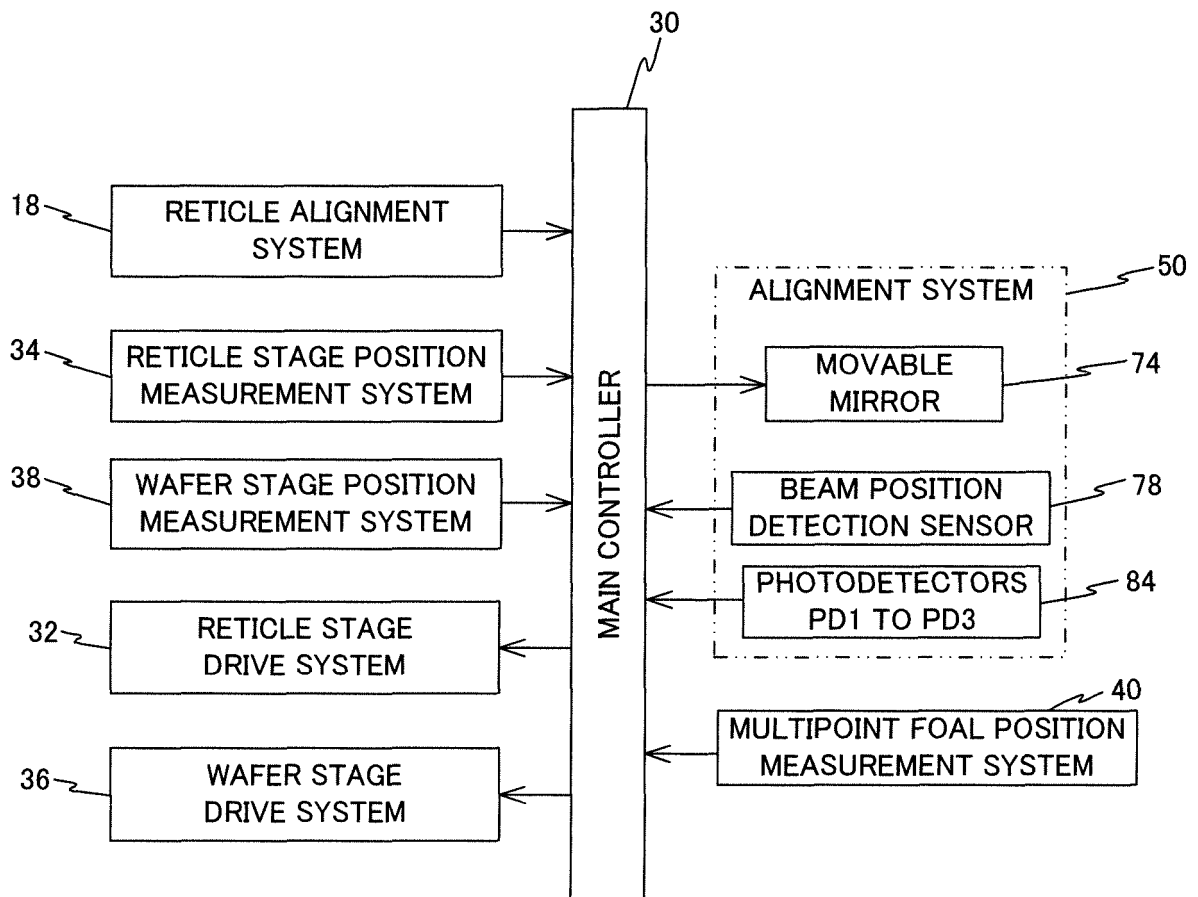 30
18
RETICLE ALIGNMENT
SYSTEM
34
RETICLE STAGE POSITION
MEASUREMENT SYSTEM
38
WAFER STAGE POSITION
MEASUREMENT SYSTEM
32
RETICLE STAGE
DRIVE SYSTEM
36
WAFER STAGE
DRIVE SYSTEM
MAIN CONTROLLER
50
ALIGNMENT SYSTEM
MOVABLE
MIRROR
74
BEAM POSITION
DETECTION SENSOR
78
PHOTODETECTORS
PD1 TO PD3
84
40
MULTIPOINT FOAL POSITION
MEASUREMENT SYSTEM